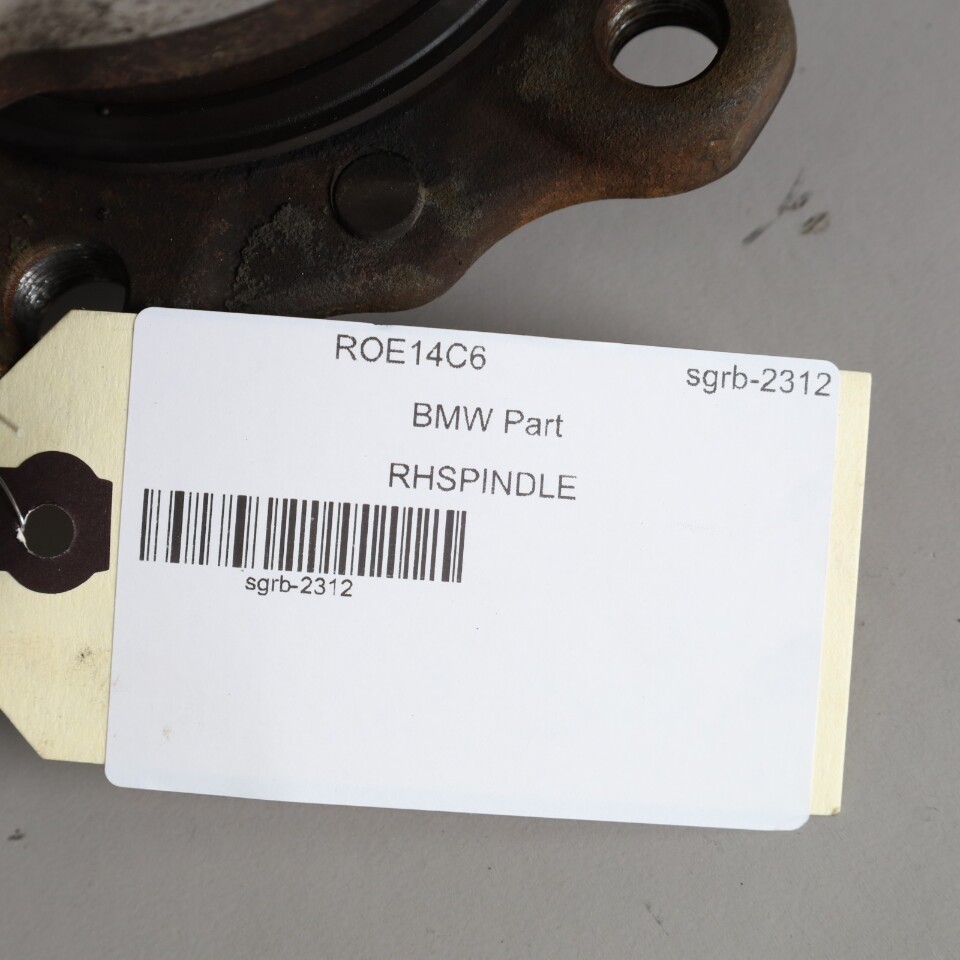 ROE14C6
sgrb-2312
BMW Part
RHSPINDLE
sgrb-2312